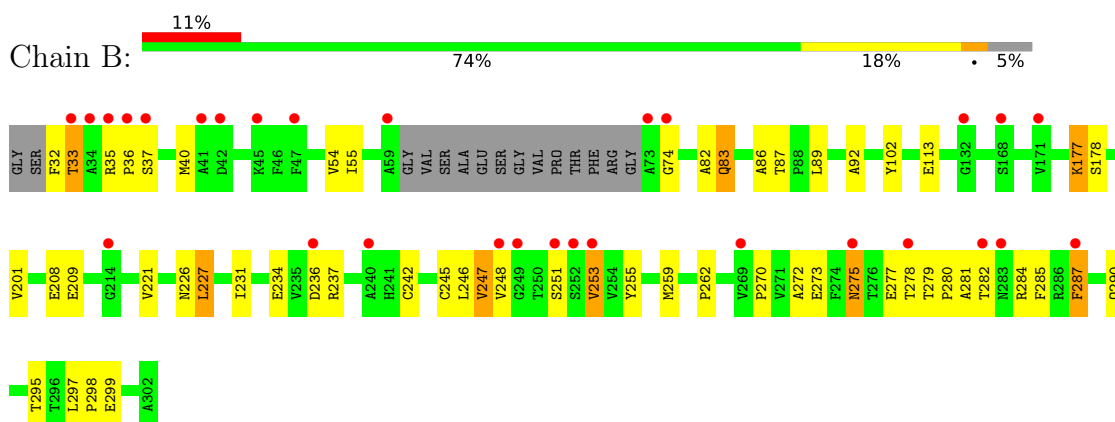 11%
Chain B:
74% 18% • 5%
GLY SER F32 T33 A34 R35 P36 S37 M40 A41 D42 K45 F46 F47 V54 I55 A59 GLY VAL SER ALA GLU SER GLY VAL PRO THR PHE ARG GLY A73 G74 A82 Q83 A86 T87 P88 L89 A92 Y102 E113 G132 S168 V171 K177 S178
V201 E208 E209 G214 V221 N226 L227 I231 E234 V235 D236 R237 A240 H241 C242 C245 L246 V247 V248 G249 T250 S251 S252 V253 V254 Y255 M259 P262 V269 P270 V271 A272 E273 F274 N275 T276 E277 T278 T279 P280 A281 T282 N283 R284 F285 R286 F287
T295 T296 L297 P298 E299 A302